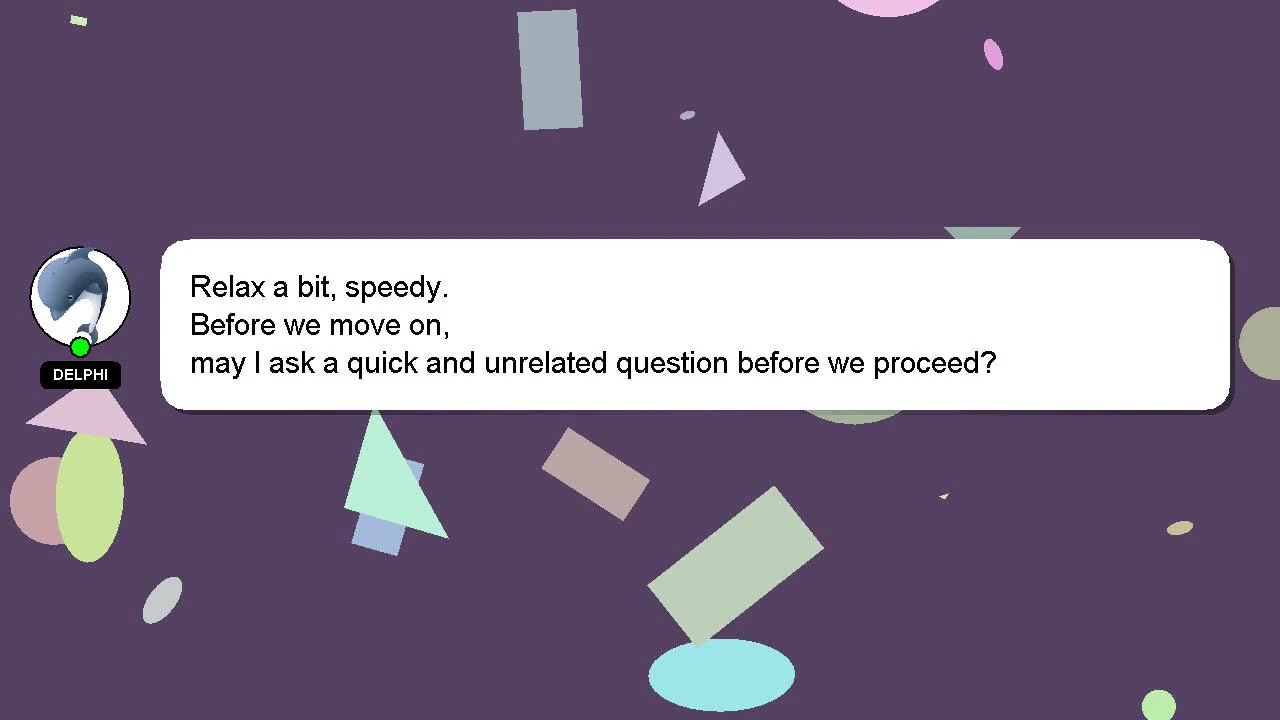 Relax a bit, speedy.
Before we move on,
may I ask a quick and unrelated question before we proceed?
DELPHI